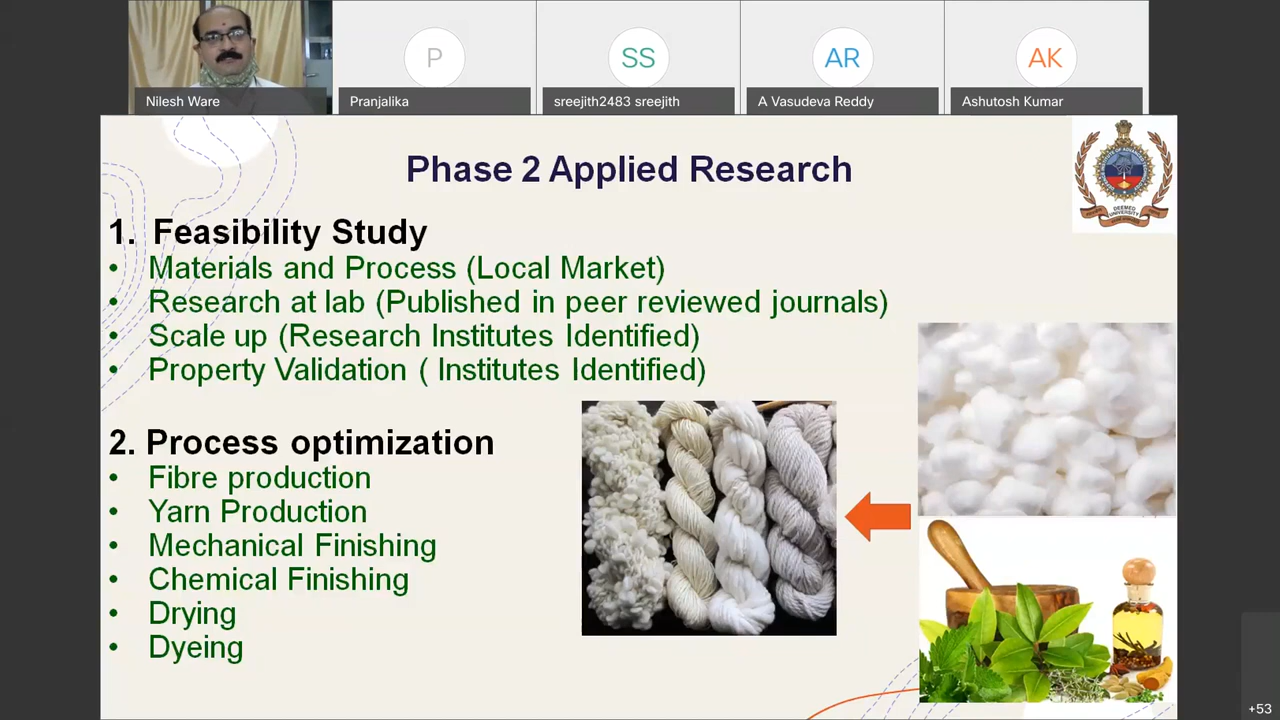 P
SS
AR
AK
Nilesh Ware
Pranjalika
sreejith2483 sreejith
A Vasudeva Reddy
Ashutosh Kumar
Phase 2 Applied Research
DEEMED
UNIVERSITY
1. Feasibility Study
• Materials and Process (Local Market)
• Research at lab (Published in peer reviewed journals)
• Scale up (Research Institutes Identified)
• Property Validation ( Institutes Identified)
2. Process optimization
• Fibre production
• Yarn Production
• Mechanical Finishing
• Chemical Finishing
• Drying
• Dyeing
+53